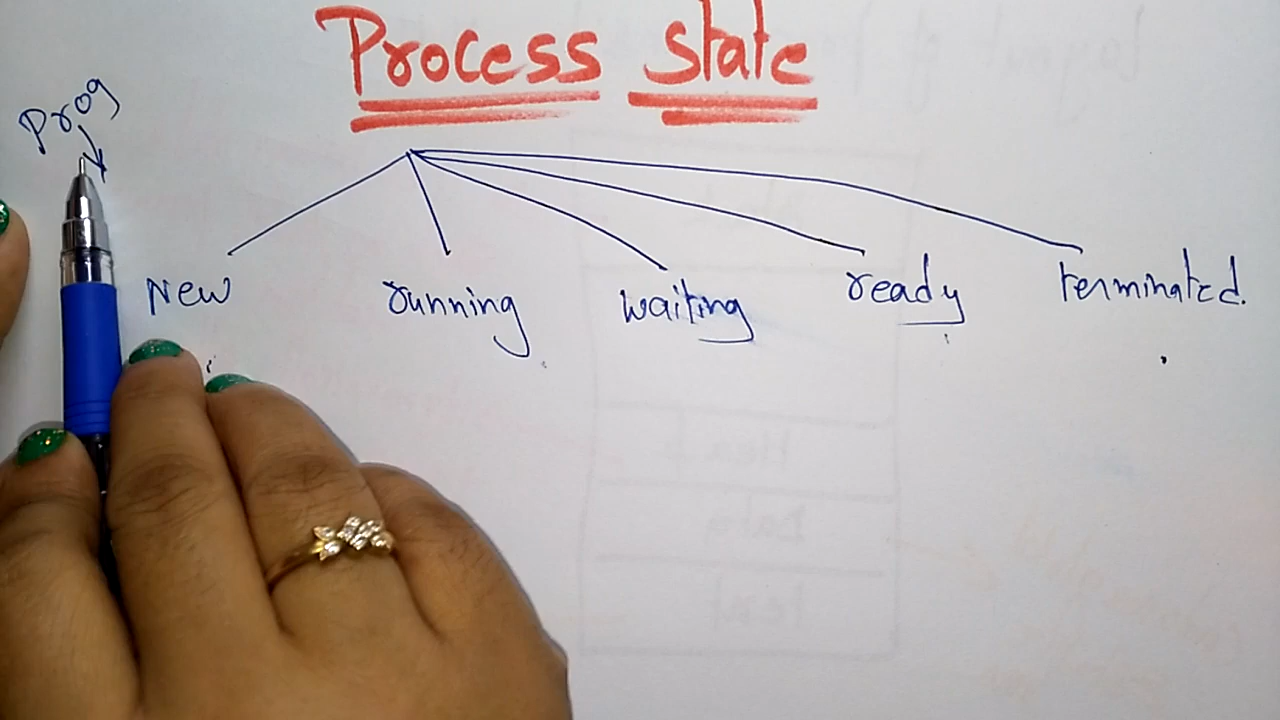 Process state
Prog
New running waiting ready terminated.